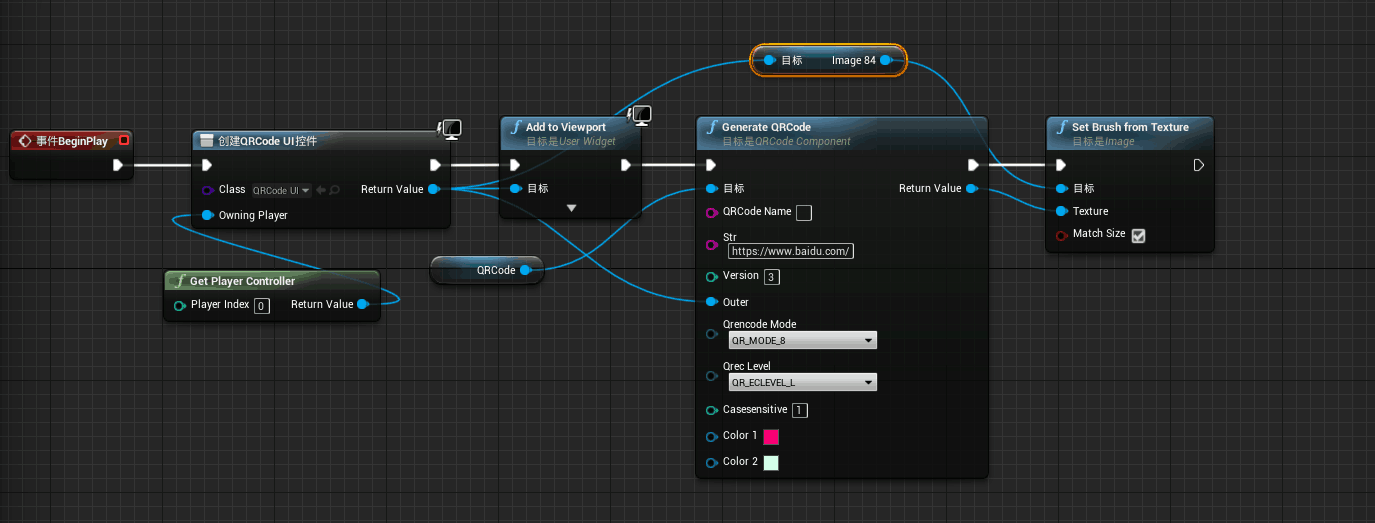 目标 Image 84
事件BeginPlay
创建QRCode UI控件
Class QRCode UI Return Value
Owning Player
Get Player Controller
Player Index 0 Return Value
Add to Viewport
目标是User Widget
目标
QRCode
Generate QRCode
目标是QRCode Component
目标 Return Value
QRCode Name
Str
https://www.baidu.com/
Version 3
Outer
Qrencode Mode
QR_MODE_8
Qrec Level
QR_ECLEVEL_L
Casesensitive 1
Color 1
Color 2
Set Brush from Texture
目标是Image
目标
Texture
Match Size